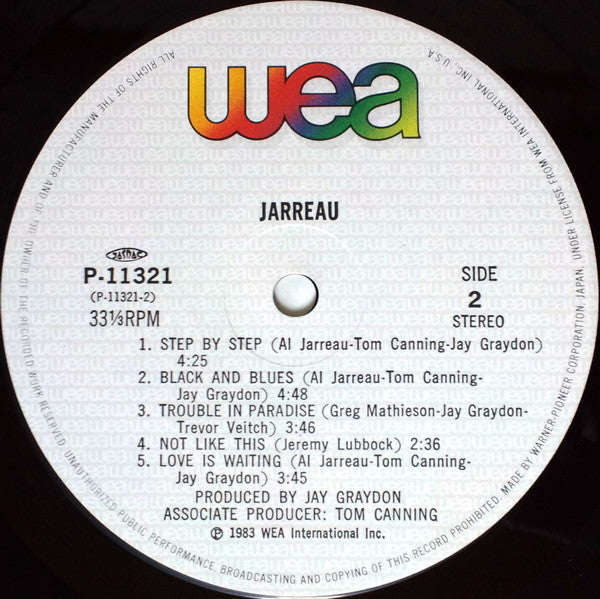 wea
JARREAU
JASRAC
P-11321
(P-11321-2)
33⅓RPM
SIDE
2
STEREO
1. STEP BY STEP (Al Jarreau-Tom Canning-Jay Graydon)
4:25
2. BLACK AND BLUES (Al Jarreau-Tom Canning-
Jay Graydon) 4:48
3. TROUBLE IN PARADISE (Greg Mathieson-Jay Graydon-
Trevor Veitch) 3:46
4. NOT LIKE THIS (Jeremy Lubbock) 2:36
5. LOVE IS WAITING (Al Jarreau-Tom Canning-
Jay Graydon) 3:45
PRODUCED BY JAY GRAYDON
ASSOCIATE PRODUCER: TOM CANNING
℗ 1983 WEA International Inc.
ALL RIGHTS OF THE MANUFACTURER AND OF THE OWNER OF THE RECORDED WORK RESERVED. UNAUTHORIZED PUBLIC PERFORMANCE, BROADCASTING AND COPYING OF THIS RECORD PROHIBITED. MADE BY WARNER-PIONEER CORPORATION, JAPAN, UNDER LICENSE FROM WEA INTERNATIONAL INC., U.S.A.